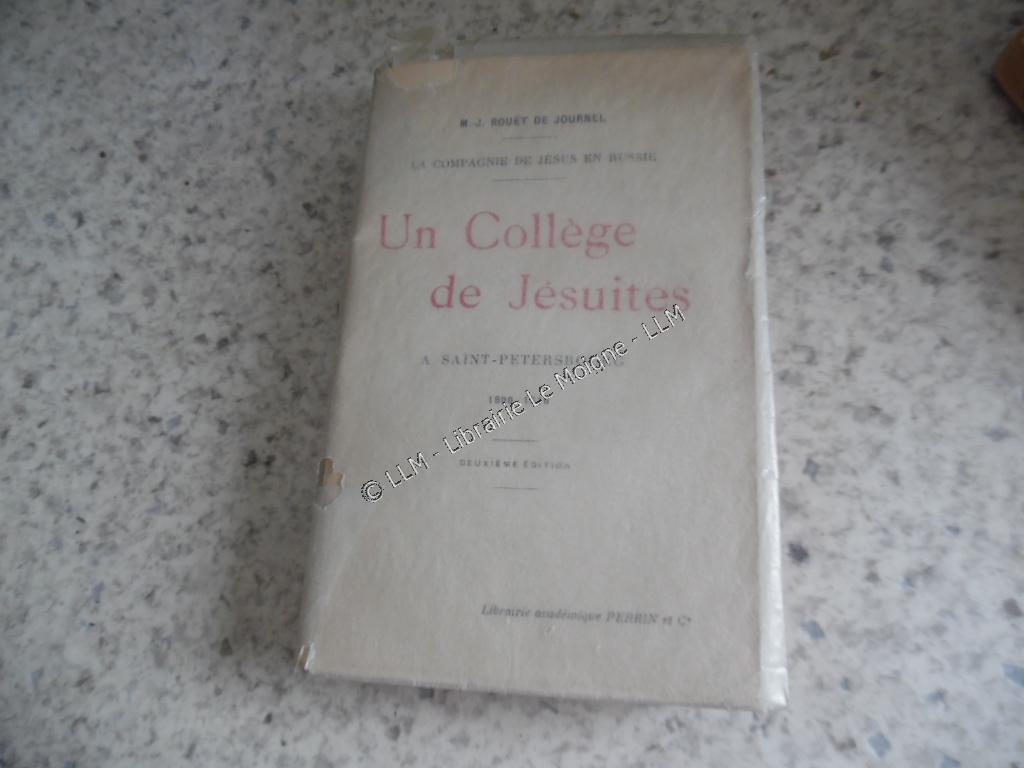 M.-J. ROUËT DE JOURNEL
LA COMPAGNIE DE JÉSUS EN RUSSIE
Un Collège
de Jésuites
A SAINT-PETERSBOURG
DEUXIÈME ÉDITION
Librairie académique PERRIN et Cie
© LLM - Librairie Le Moigne - LLM